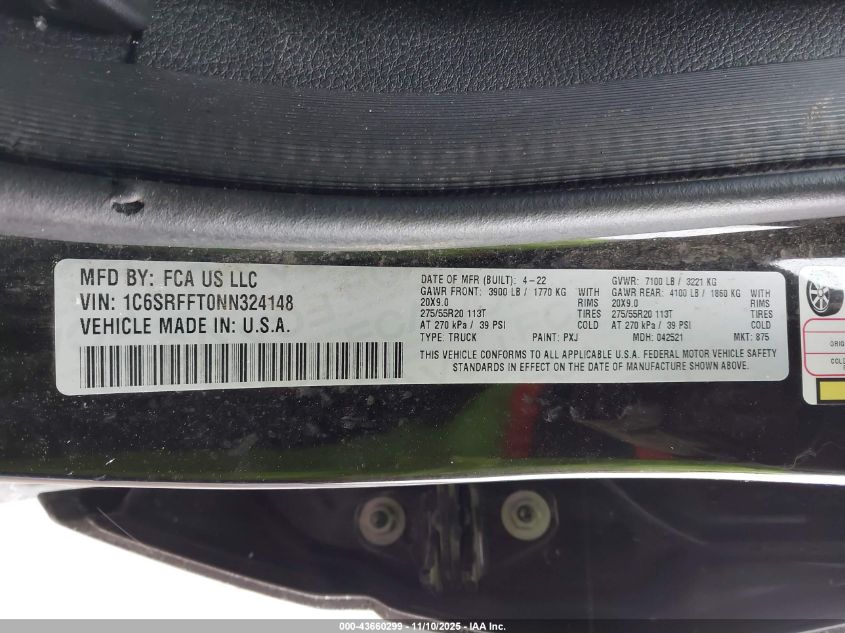 MFD BY: FCA US LLC
VIN: 1C6SRFFT0NN324148
VEHICLE MADE IN: U.S.A.
DATE OF MFR (BUILT): 4-22 GVWR: 7100 LB / 3221 KG
GAWR FRONT: 3900 LB / 1770 KG WITH GAWR REAR: 4100 LB / 1860 KG WITH
20X9.0 RIMS 20X9.0 RIMS
275/55R20 113T TIRES 275/55R20 113T TIRES
AT 270 kPa / 39 PSI COLD AT 270 kPa / 39 PSI COLD
TYPE: TRUCK PAINT: PXJ MDH: 042521 MKT: 875
THIS VEHICLE CONFORMS TO ALL APPLICABLE U.S.A. FEDERAL MOTOR VEHICLE SAFETY
STANDARDS IN EFFECT ON THE DATE OF MANUFACTURE SHOWN ABOVE.
000-43660299 - 11/10/2025 - IAA Inc.